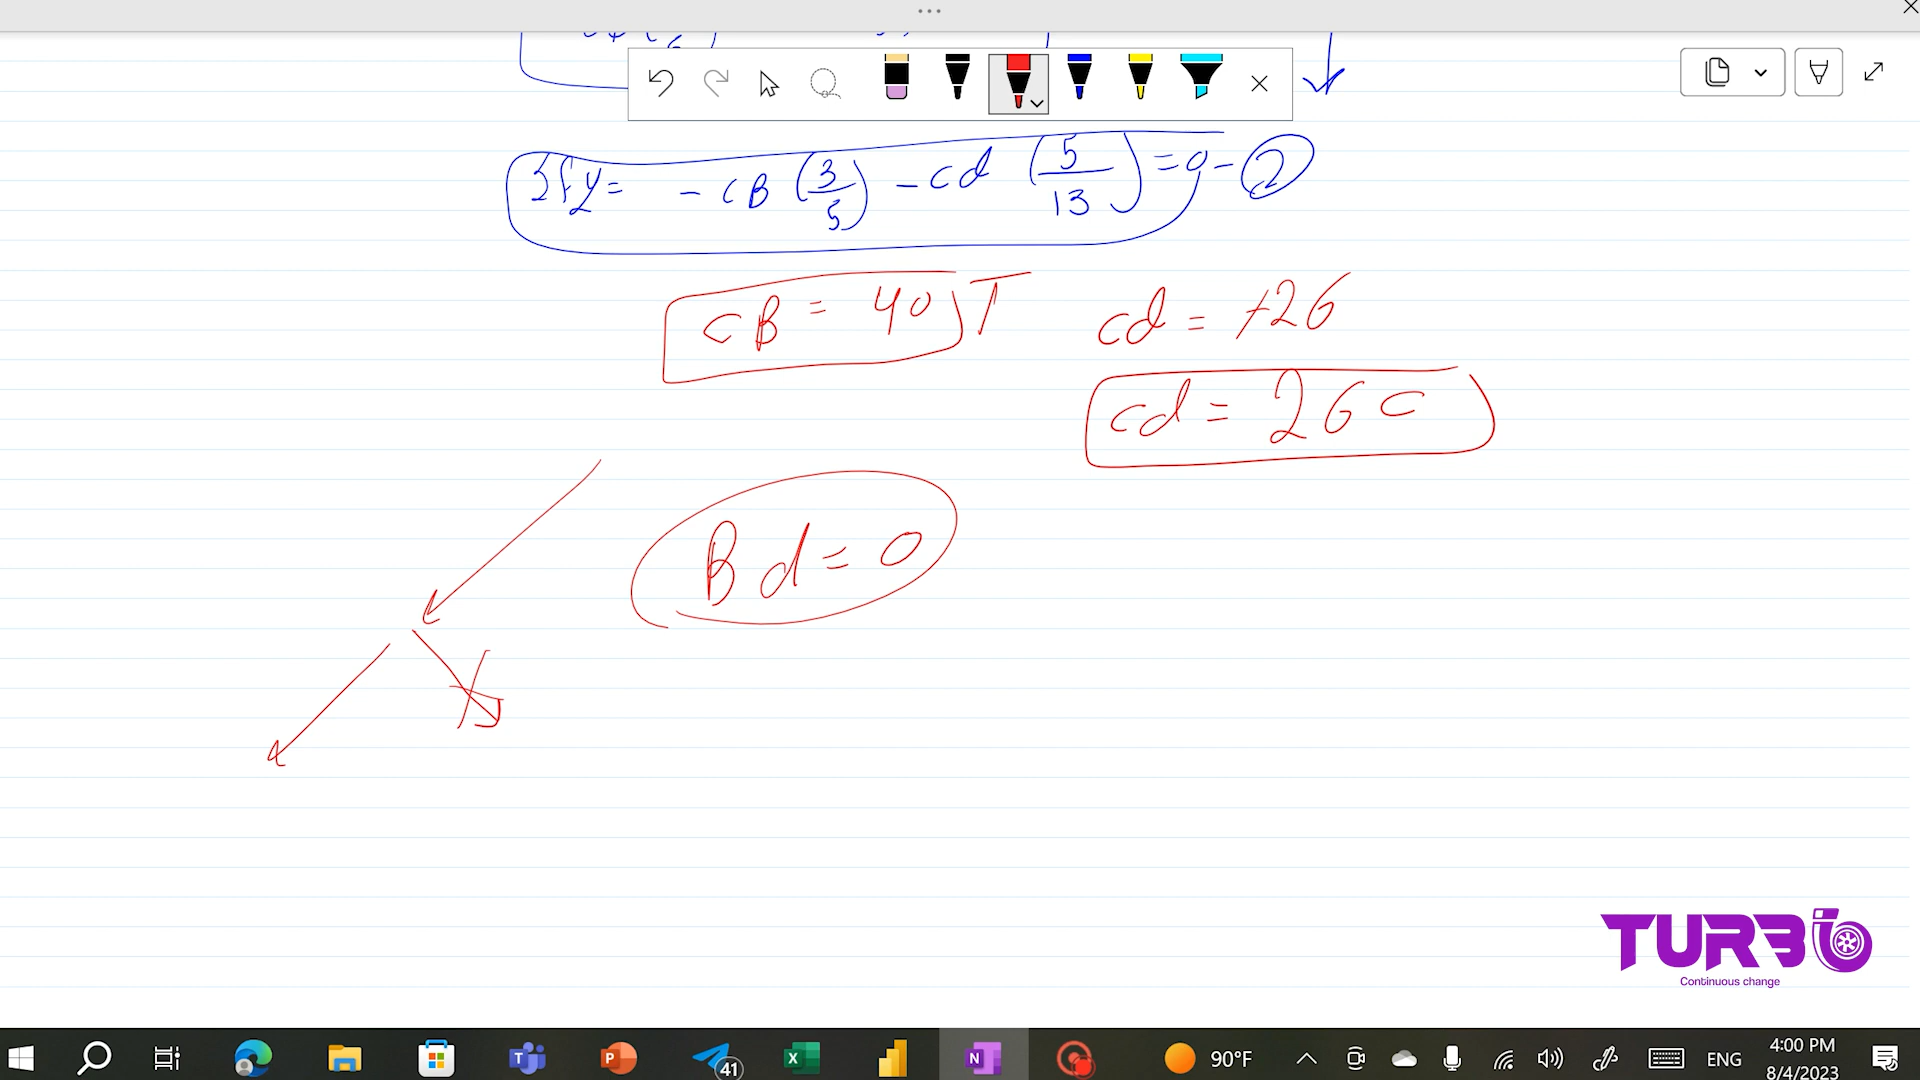 Σfy= - CB (3/5) - cd (5/13) = 0 - 2
CB = 40 T
cd = +26
cd = 26 C
Bd = 0
TURBO
Continuous change
41
90°F
ENG
4:00 PM
8/4/2023